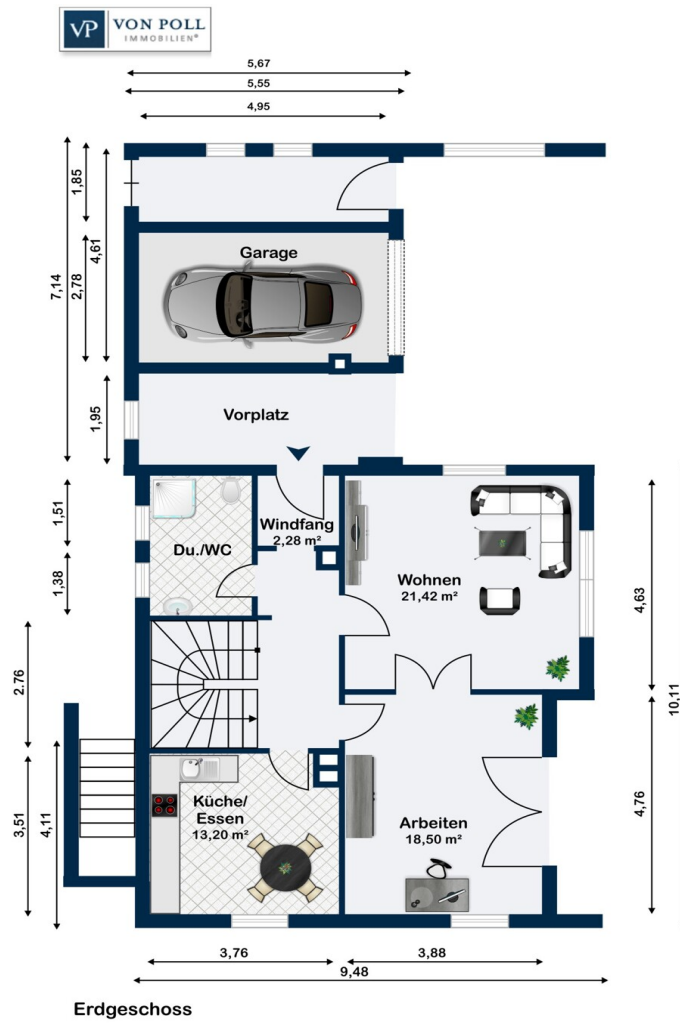 VP VON POLL
IMMOBILIEN®
5,67
5,55
4,95
1,85
4,61
2,78
7,14
1,95
Garage
Vorplatz
1,51
1,38
Windfang
2,28 m²
Du./WC
Wohnen
21,42 m²
4,63
10,11
2.76
3,51
4,11
Küche/
Essen
13,20 m²
Arbeiten
18,50 m²
4,76
3,76
3,88
9,48
Erdgeschoss